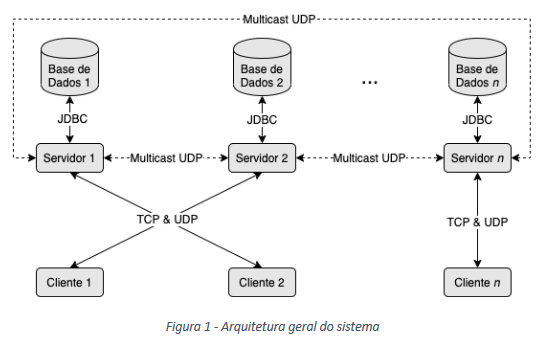 Multicast UDP
Base de
Dados 1
Base de
Dados 2
...
Base de
Dados n
JDBC
JDBC
JDBC
Servidor 1
Multicast UDP
Servidor 2
Multicast UDP
Servidor n
TCP & UDP
TCP & UDP
Cliente 1
Cliente 2
Cliente n
Figura 1 - Arquitetura geral do sistema